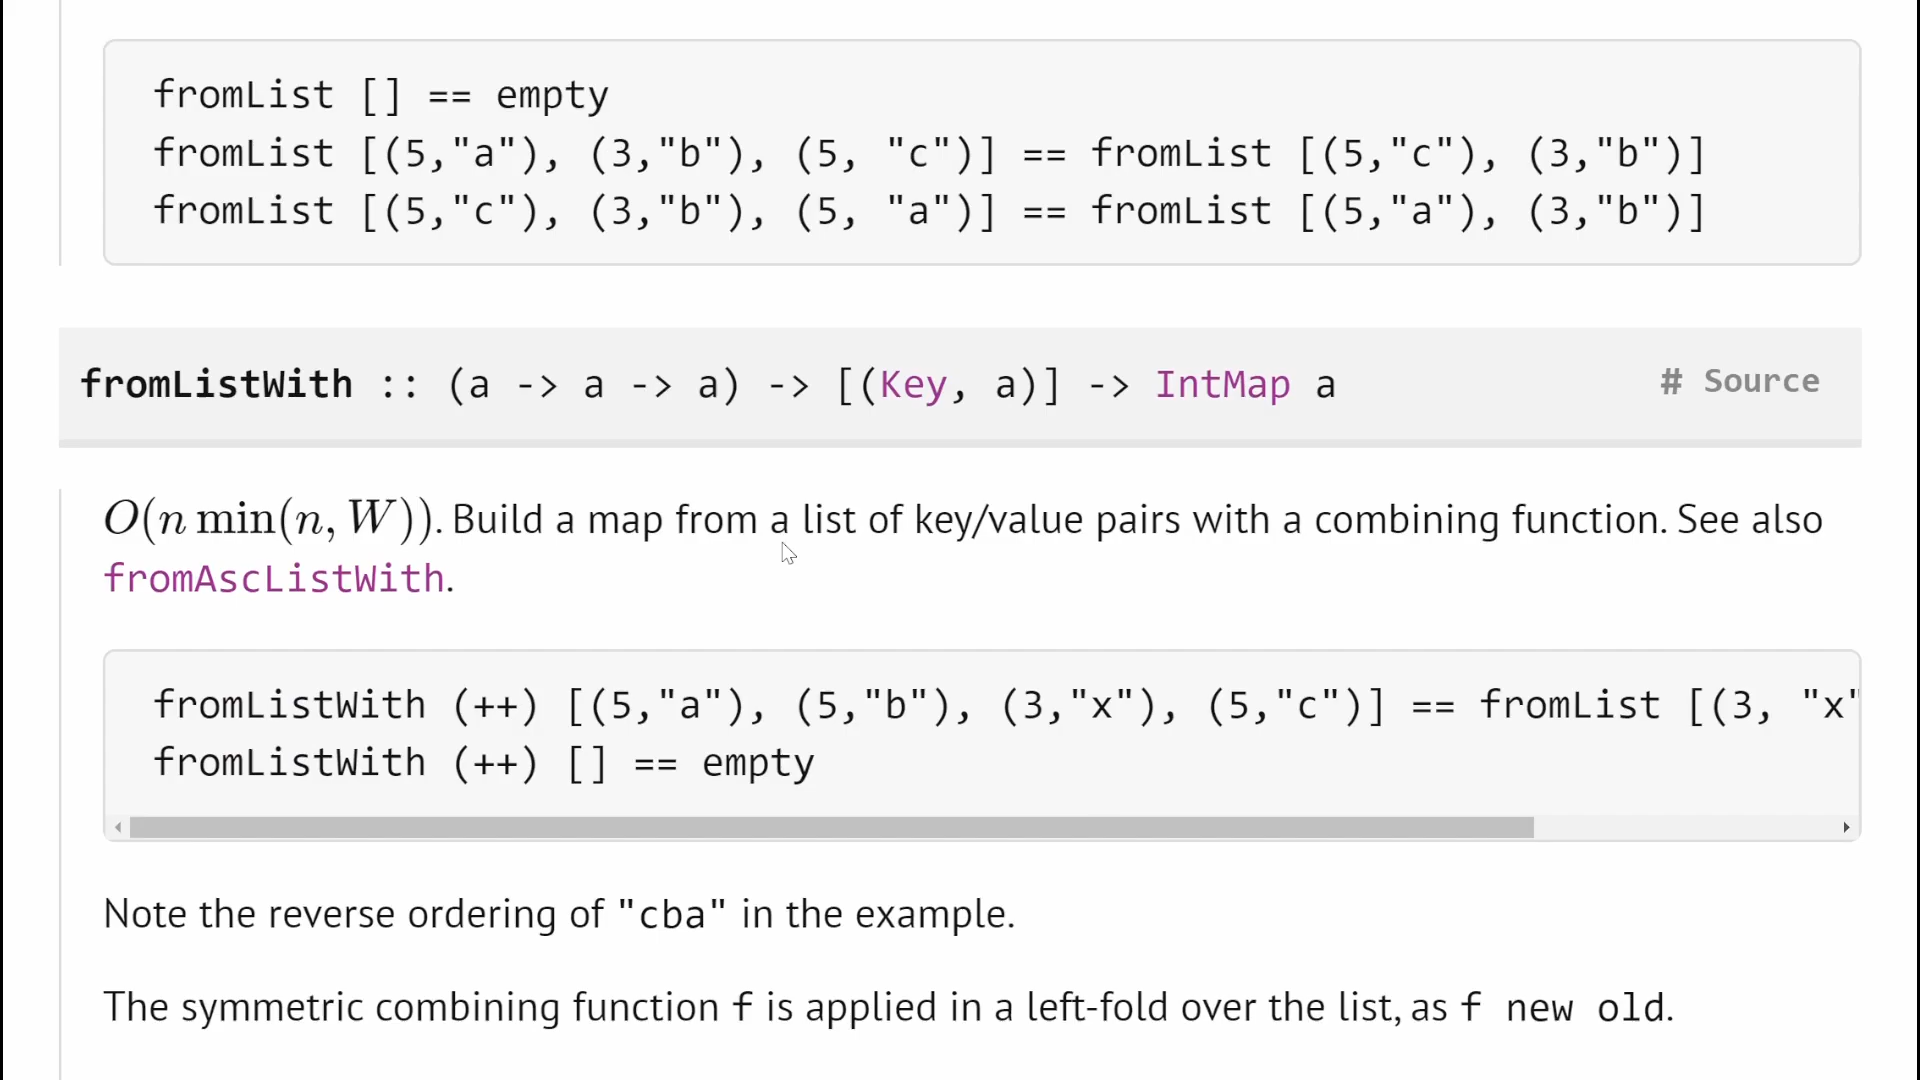 fromList [] == empty
fromList [(5,"a"), (3,"b"), (5, "c")] == fromList [(5,"c"), (3,"b")]
fromList [(5,"c"), (3,"b"), (5, "a")] == fromList [(5,"a"), (3,"b")]
fromListWith :: (a -> a -> a) -> [(Key, a)] -> IntMap a # Source
O(n min(n, W)). Build a map from a list of key/value pairs with a combining function. See also
fromAscListWith.
fromListWith (++) [(5,"a"), (5,"b"), (3,"x"), (5,"c")] == fromList [(3, "x"
fromListWith (++) [] == empty
Note the reverse ordering of "cba" in the example.
The symmetric combining function f is applied in a left-fold over the list, as f new old.